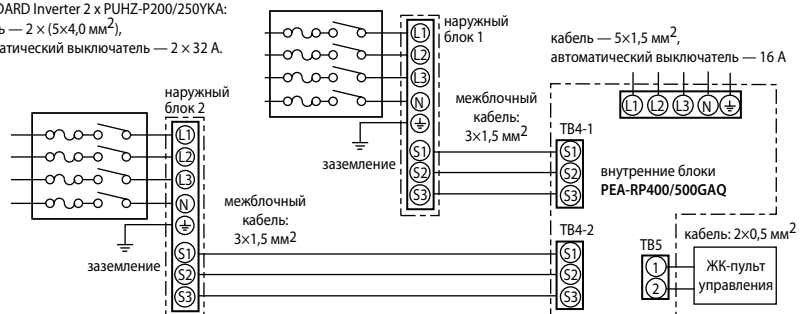 DARD Inverter 2 x PUHZ-P200/250YKA:
ь — 2 × (5×4,0 мм2),
матический выключатель — 2 × 32 А.
наружный
блок 1
L1
L2
L3
N
S1
S2
S3
заземление
межблочный
кабель:
3×1,5 мм2
кабель — 5×1,5 мм2,
автоматический выключатель — 16 А
L1 L2 L3 N
TB4-1
S1
S2
S3
внутренние блоки
PEA-RP400/500GAQ
наружный
блок 2
L1
L2
L3
N
S1
S2
S3
заземление
межблочный
кабель:
3×1,5 мм2
TB4-2
S1
S2
S3
TB5
1
2
кабель: 2×0,5 мм2
ЖК-пульт
управления